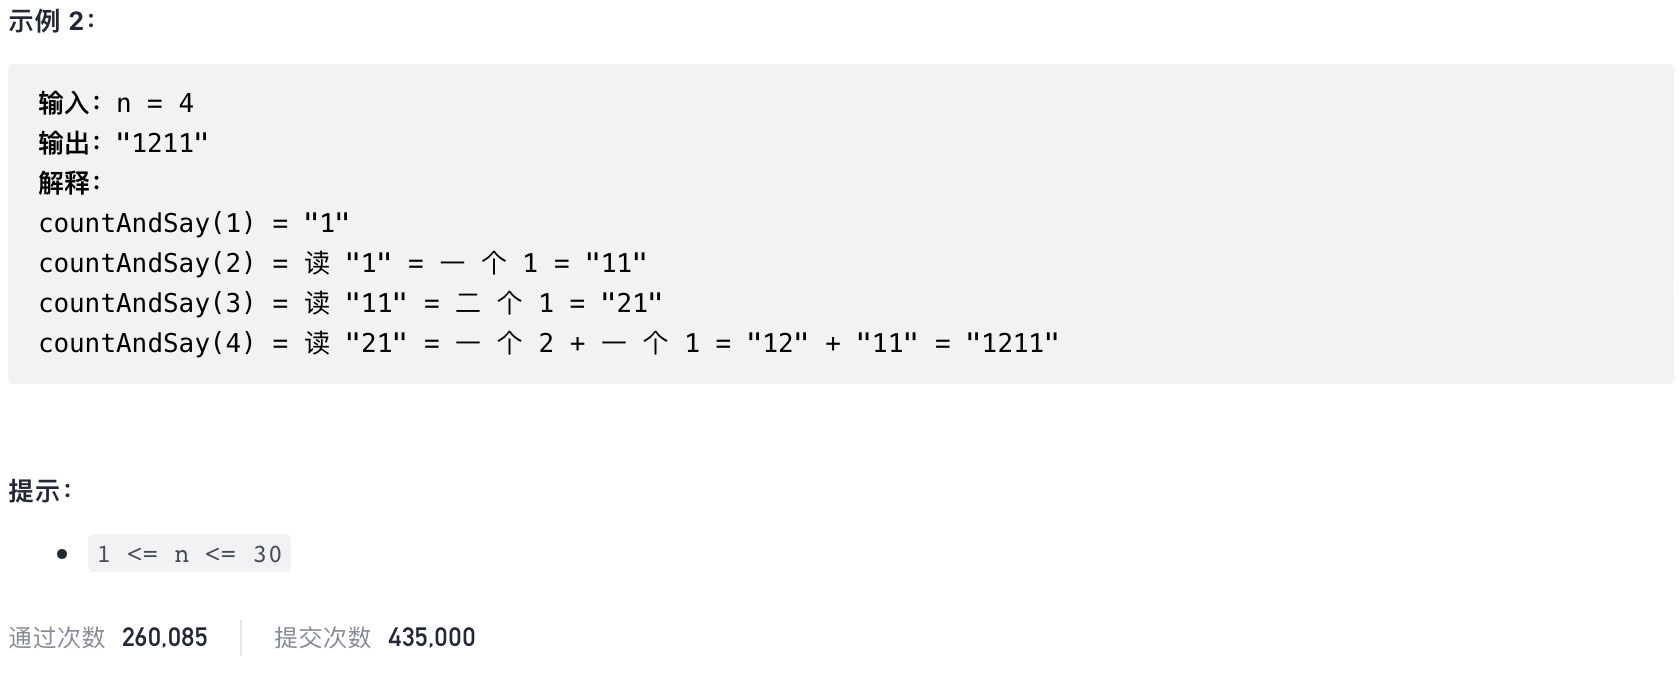 示例 2：
输入：n = 4
输出："1211"
解释：
countAndSay(1) = "1"
countAndSay(2) = 读 "1" = 一 个 1 = "11"
countAndSay(3) = 读 "11" = 二 个 1 = "21"
countAndSay(4) = 读 "21" = 一 个 2 + 一 个 1 = "12" + "11" = "1211"
提示：
• 1 <= n <= 30
通过次数 260,085 提交次数 435,000